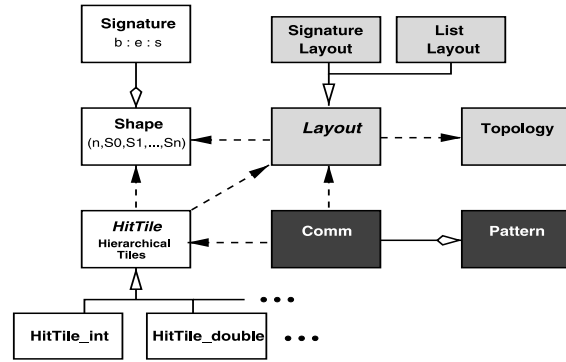 Signature
b : e : s
Signature
Layout
List
Layout
Shape
(n,S0,S1,...,Sn)
Layout
Topology
HitTile
Hierarchical
Tiles
Comm
Pattern
• • •
HitTile_int
HitTile_double
• • •